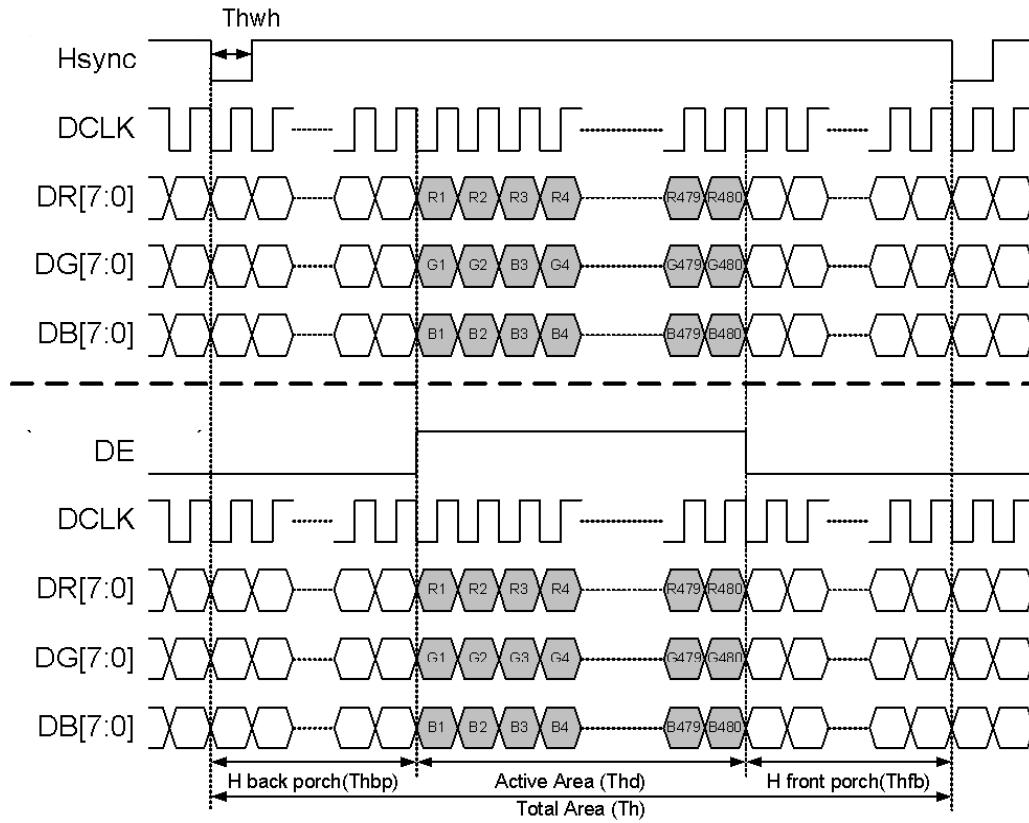 Thwh
Hsync
DCLK
DR[7:0] R1 R2 R3 R4 R479 R480
DG[7:0] G1 G2 B3 G4 G479 G480
DB[7:0] B1 B2 B3 B4 B479 B480
DE
DCLK
DR[7:0] R1 R2 R3 R4 R479 R480
DG[7:0] G1 G2 G3 G4 G479 G480
DB[7:0] B1 B2 B3 B4 B479 B480
H back porch(Thbp) Active Area (Thd) H front porch(Thfb)
Total Area (Th)